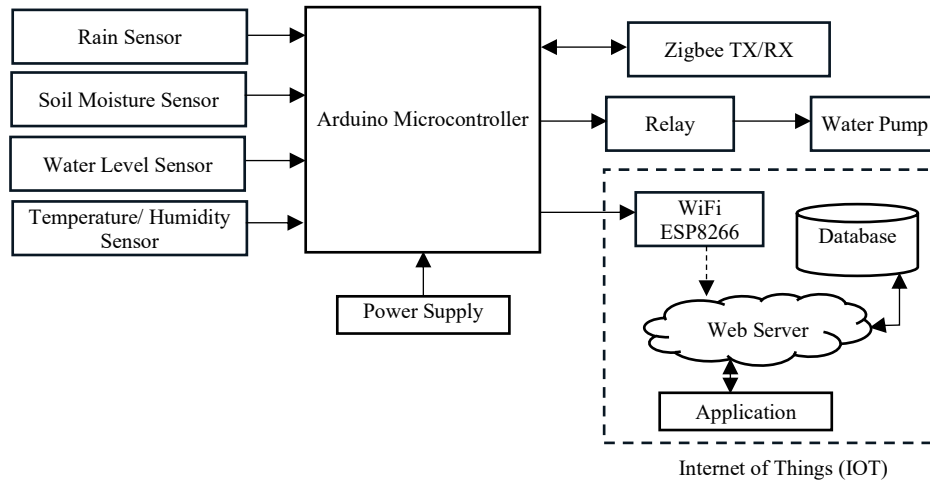 Rain Sensor
Soil Moisture Sensor
Water Level Sensor
Temperature/ Humidity
Sensor
Arduino Microcontroller
Power Supply
Zigbee TX/RX
Relay
Water Pump
WiFi
ESP8266
Database
Web Server
Application
Internet of Things (IOT)